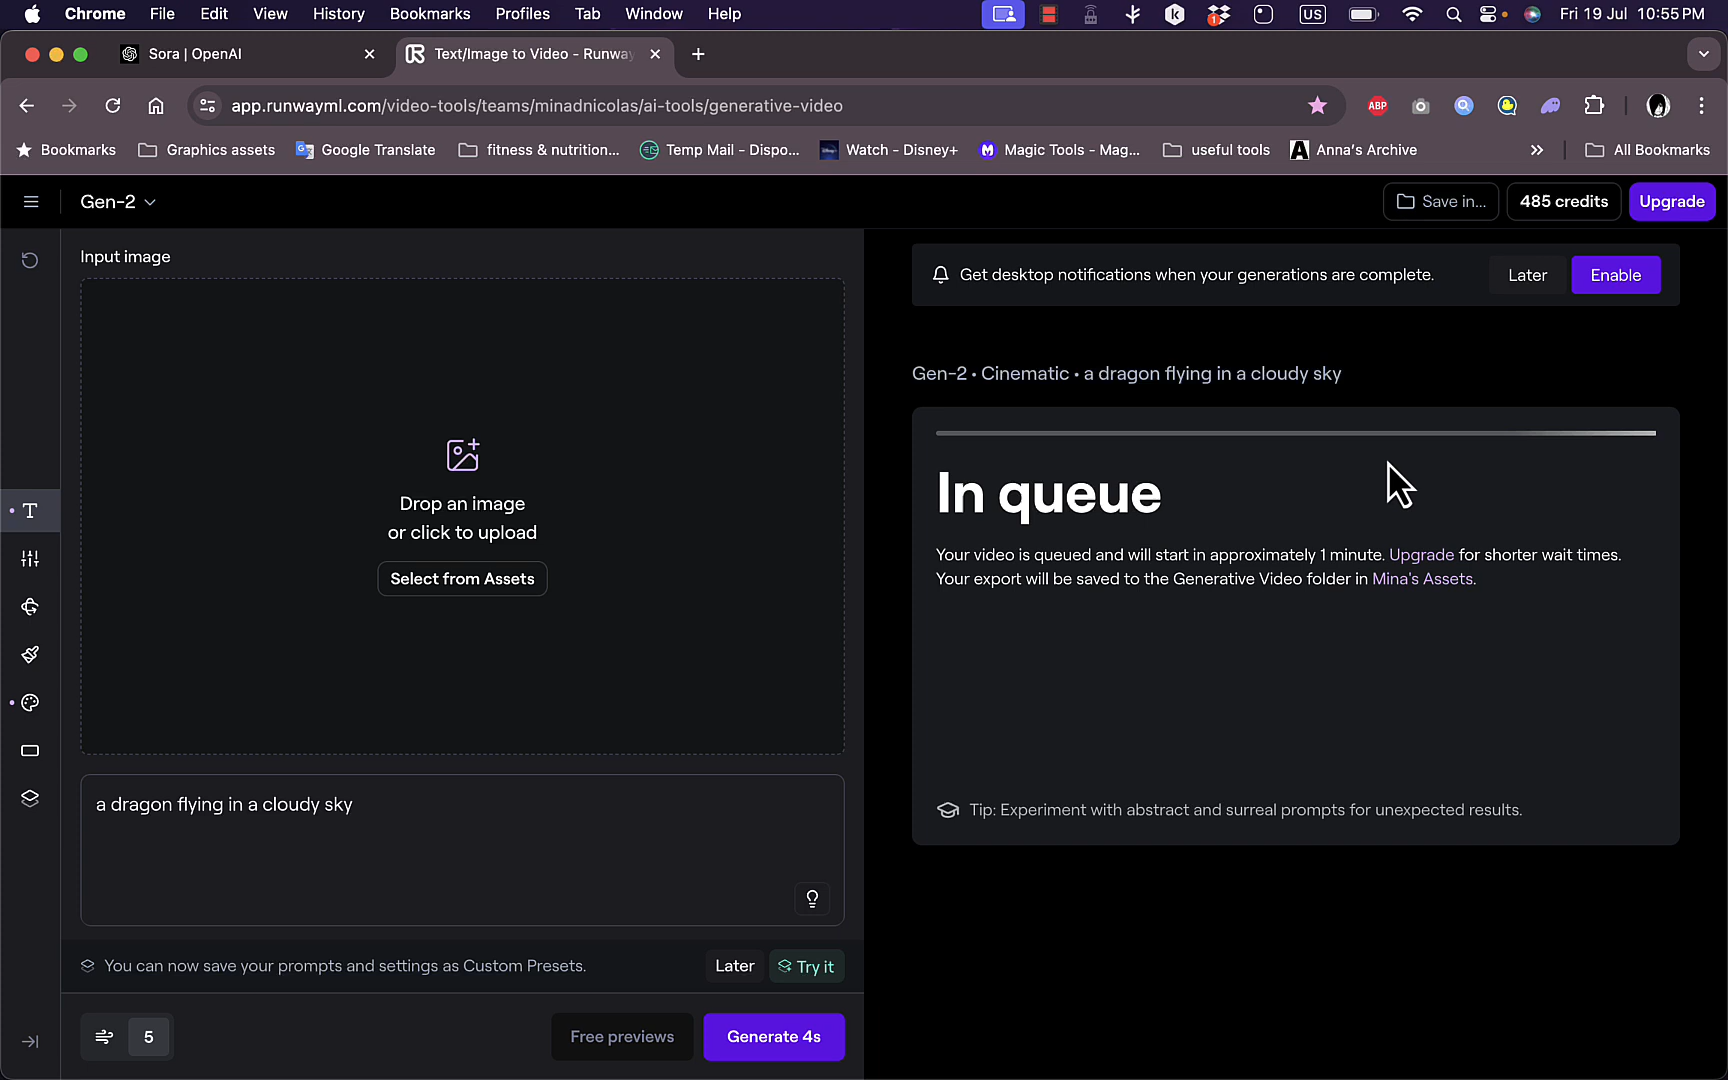 Chrome File Edit View History Bookmarks Profiles Tab Window Help US Fri 19 Jul 10:55 PM
Sora | OpenAI
Text/Image to Video - Runway
app.runwayml.com/video-tools/teams/minadnicolas/ai-tools/generative-video
ABP
Bookmarks Graphics assets Google Translate fitness & nutrition... Temp Mail - Dispo... Watch - Disney+ Magic Tools - Mag... useful tools Anna's Archive All Bookmarks
Gen-2
Save in...
485 credits
Upgrade
Input image
Drop an image
or click to upload
Select from Assets
a dragon flying in a cloudy sky
You can now save your prompts and settings as Custom Presets.
Later
Try it
5
Free previews
Generate 4s
Get desktop notifications when your generations are complete.
Later
Enable
Gen-2 • Cinematic • a dragon flying in a cloudy sky
In queue
Your video is queued and will start in approximately 1 minute. Upgrade for shorter wait times.
Your export will be saved to the Generative Video folder in Mina's Assets.
Tip: Experiment with abstract and surreal prompts for unexpected results.